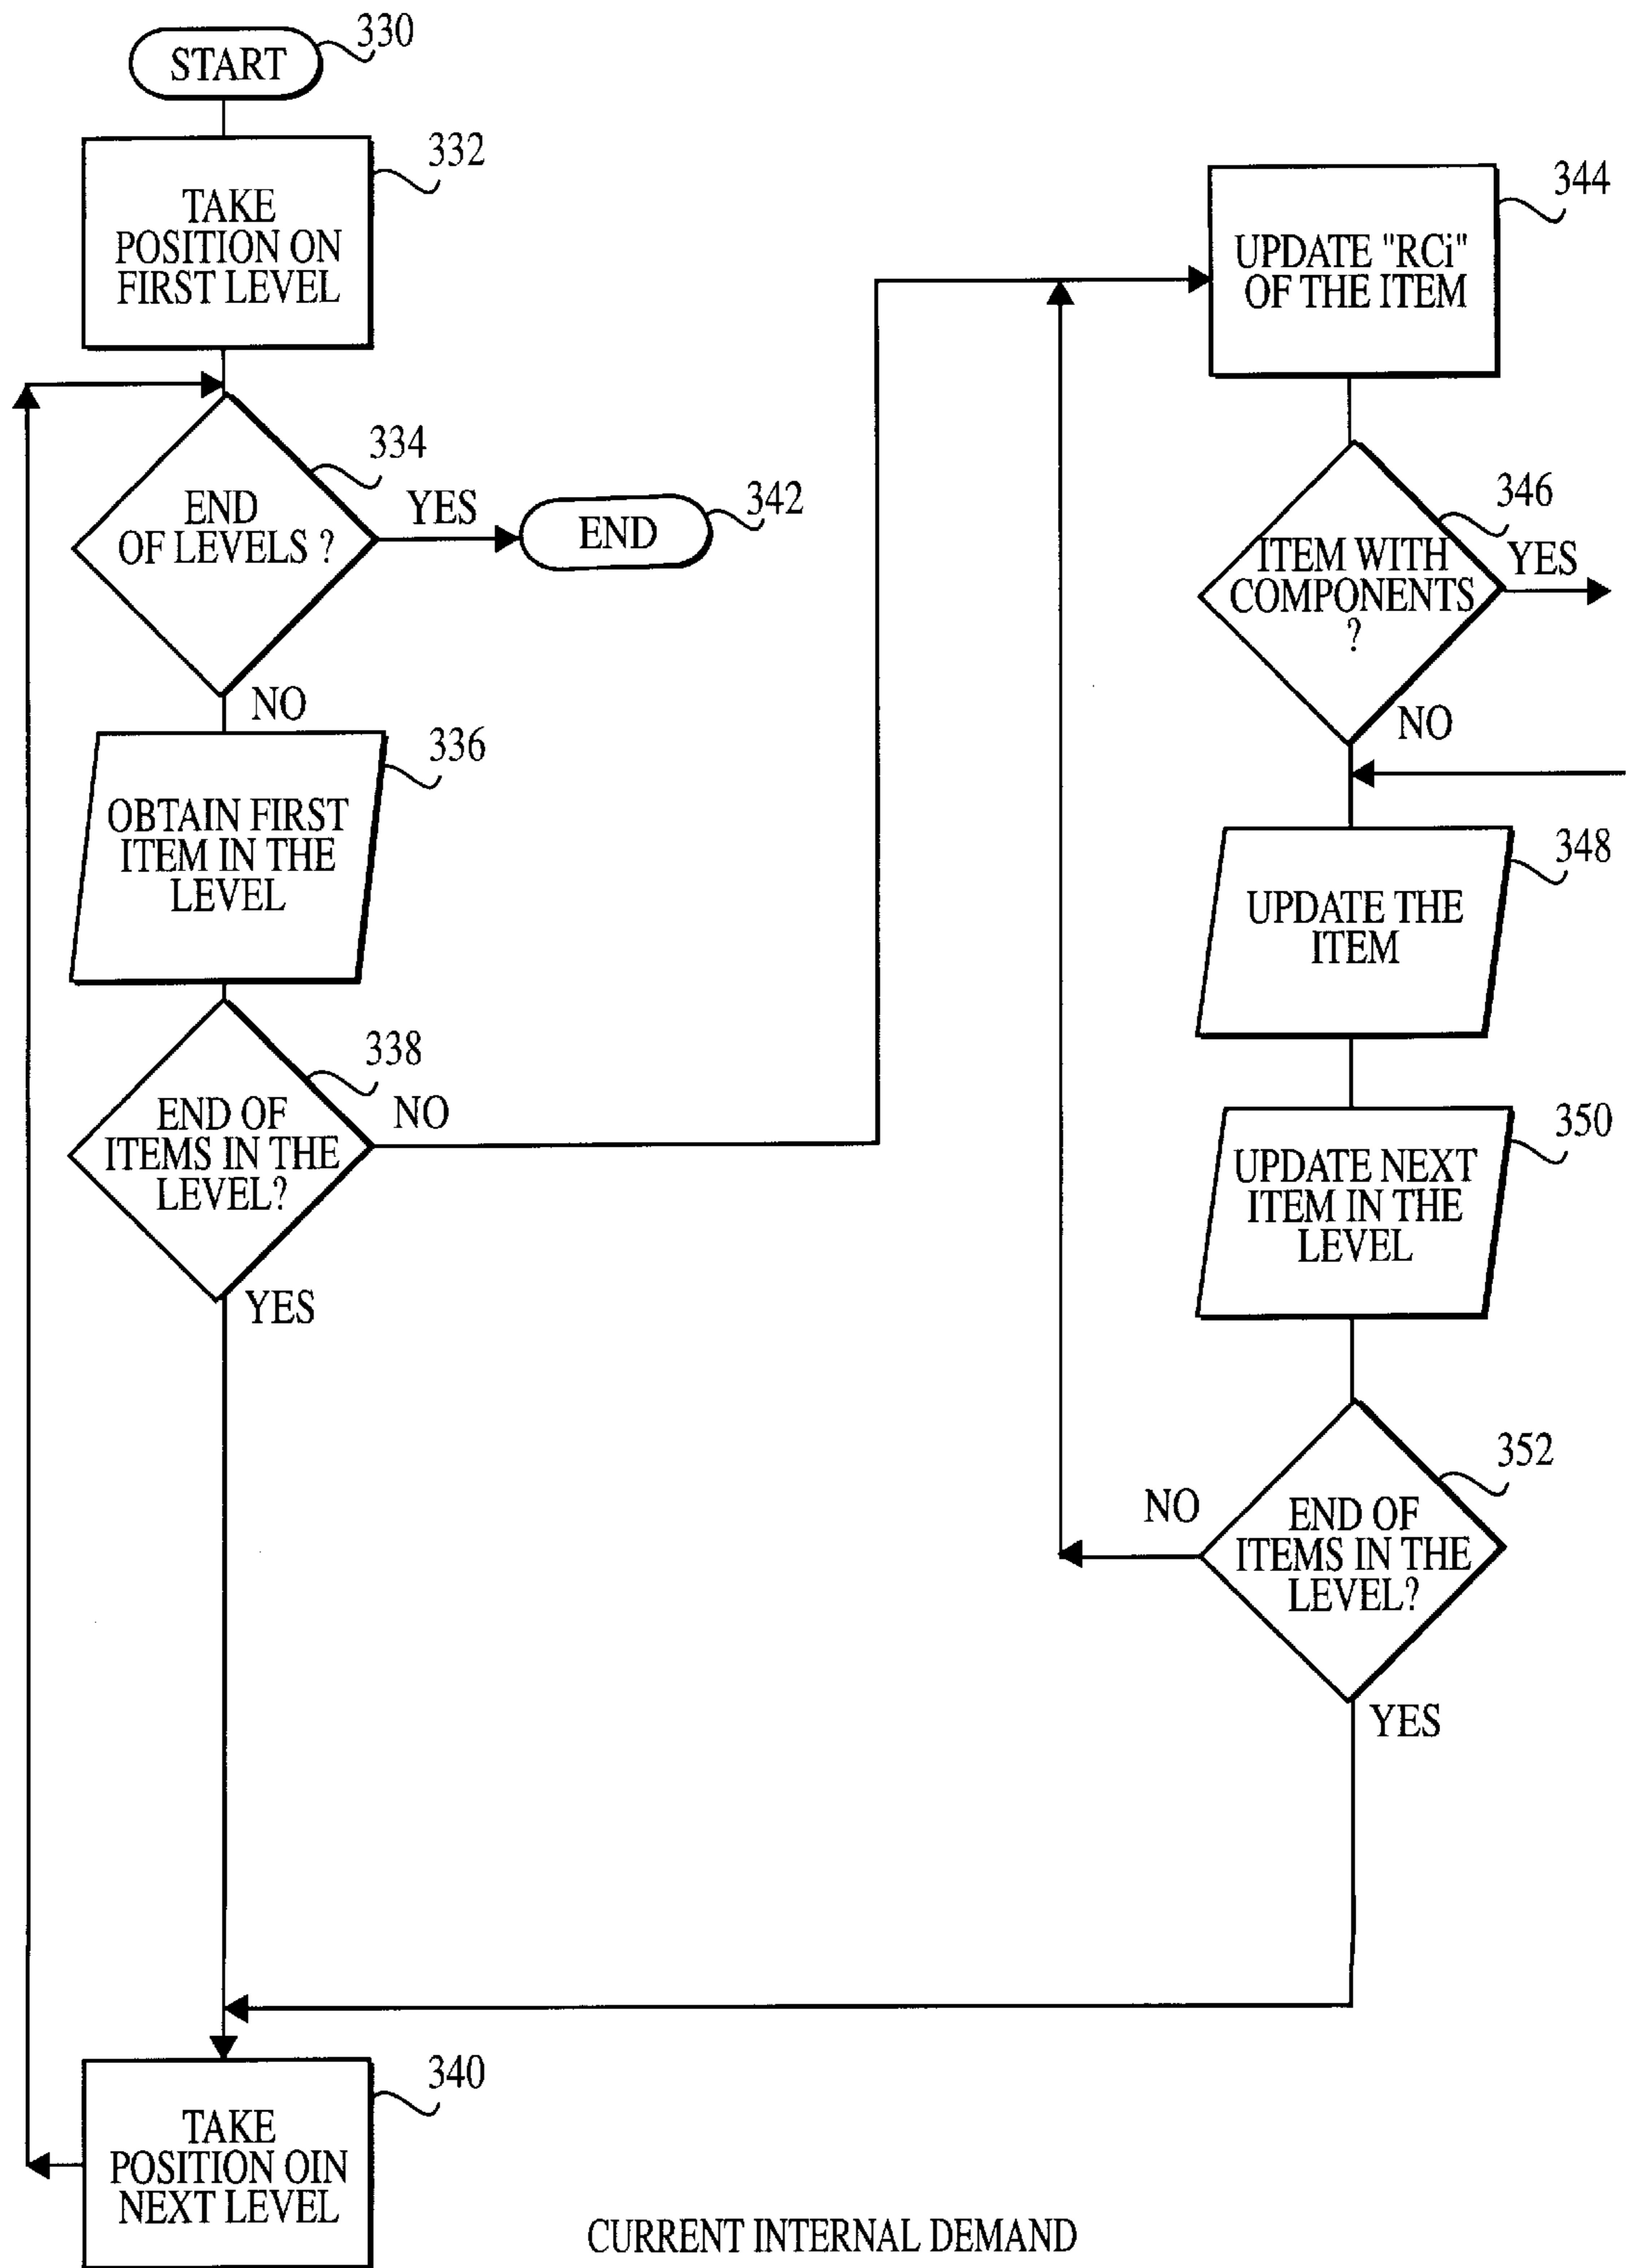 START
330
TAKE
POSITION ON
FIRST LEVEL
332
END
OF LEVELS ?
334
YES
END
342
NO
OBTAIN FIRST
ITEM IN THE
LEVEL
336
END OF
ITEMS IN THE
LEVEL?
338
NO
YES
TAKE
POSITION OIN
NEXT LEVEL
340
UPDATE "RCi"
OF THE ITEM
344
ITEM WITH
COMPONENTS
?
346
YES
NO
UPDATE THE
ITEM
348
UPDATE NEXT
ITEM IN THE
LEVEL
350
END OF
ITEMS IN THE
LEVEL?
352
NO
YES
CURRENT INTERNAL DEMAND